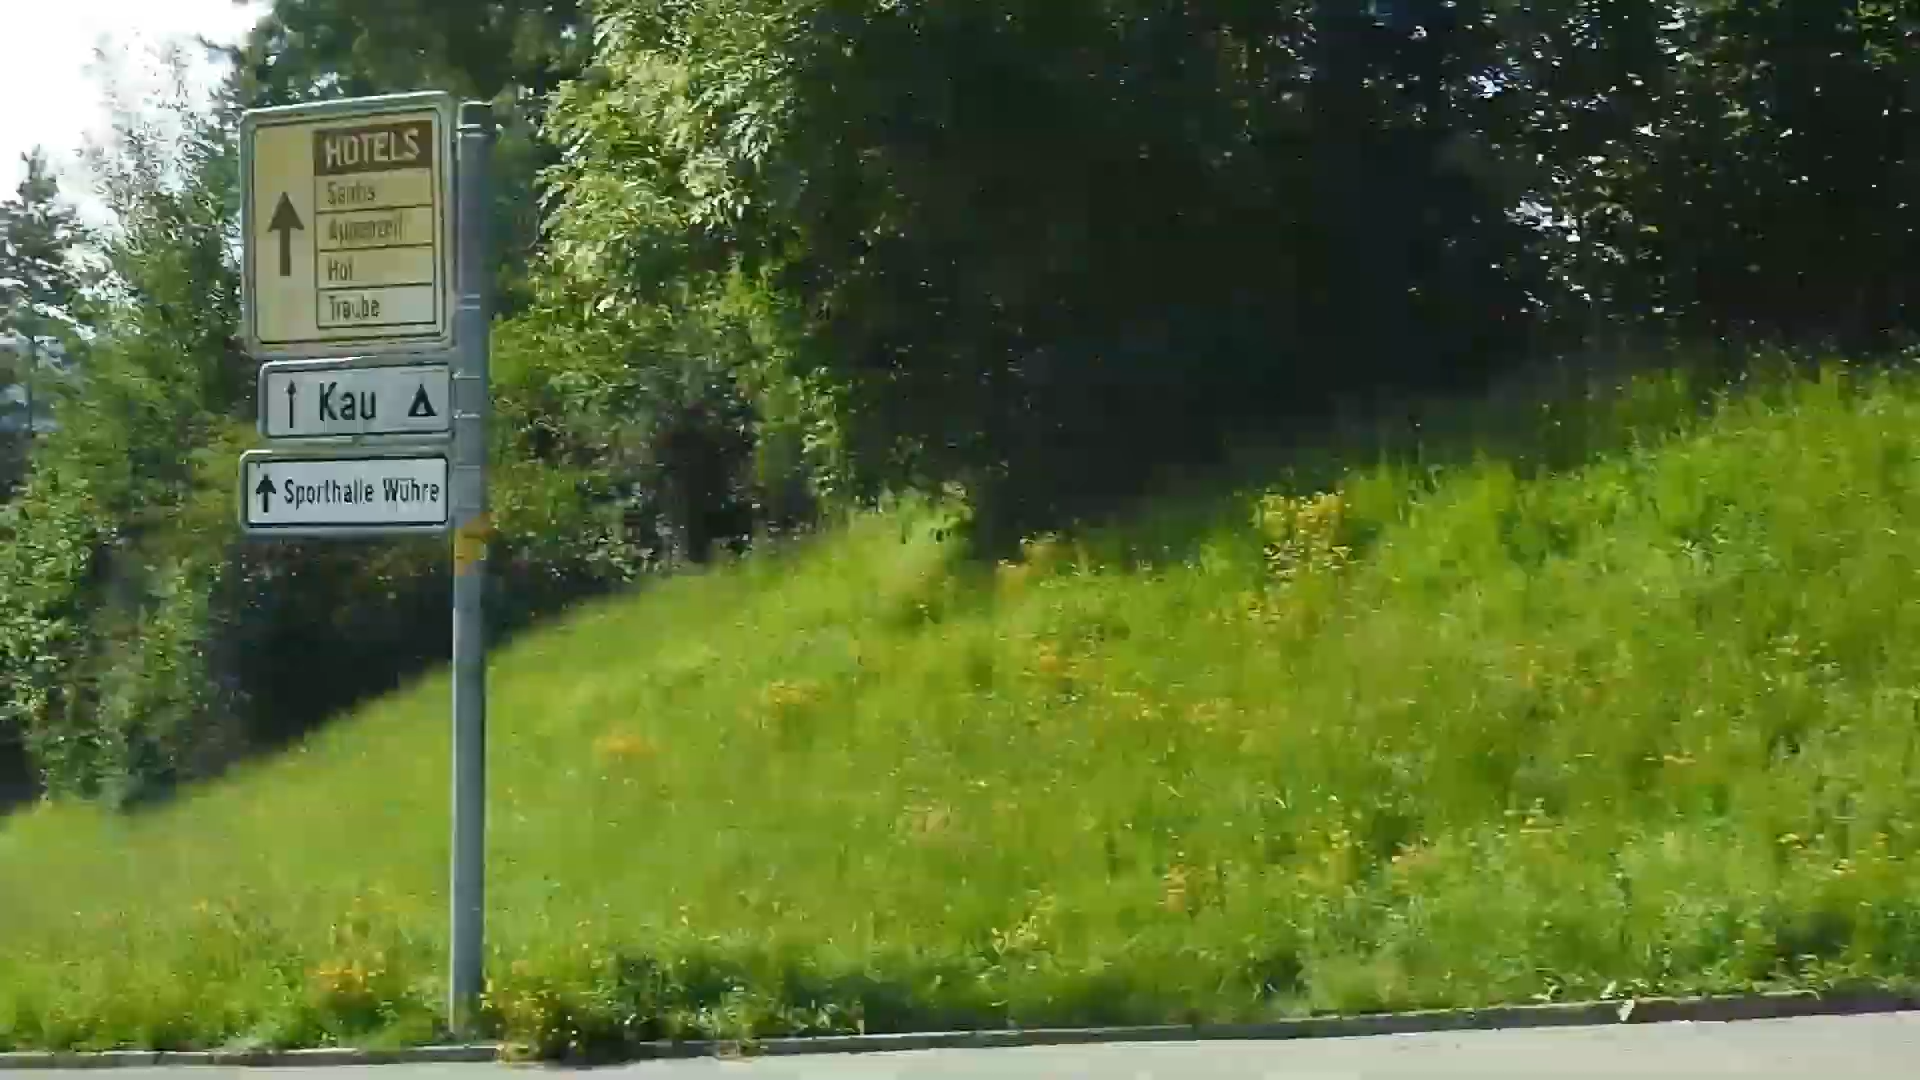 HOTELS
Säntis
Appenzell
Hof
Traube
Kau
Sporthalle Wühre